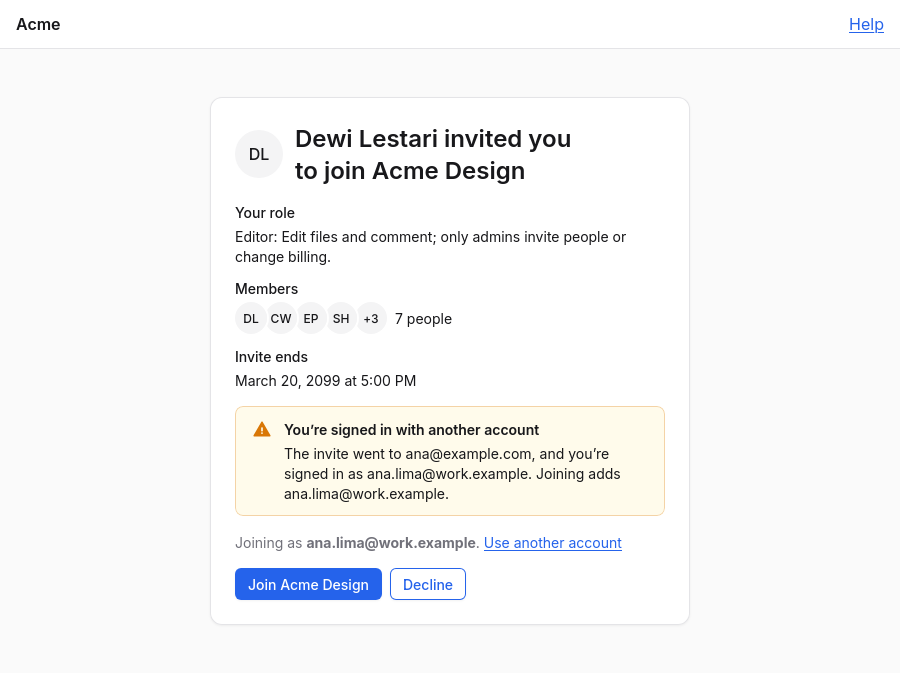 Acme
Help
DL
Dewi Lestari invited you
to join Acme Design
Your role
Editor: Edit files and comment; only admins invite people or
change billing.
Members
DL CW EP SH +3 7 people
Invite ends
March 20, 2099 at 5:00 PM
You’re signed in with another account
The invite went to ana@example.com, and you’re
signed in as ana.lima@work.example. Joining adds
ana.lima@work.example.
Joining as ana.lima@work.example. Use another account
Join Acme Design
Decline